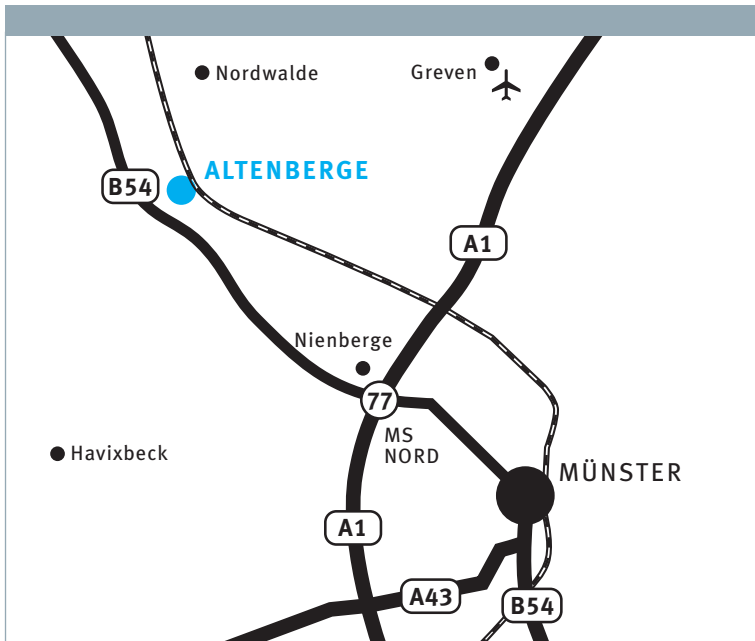 Nordwalde
Greven
ALTENBERGE
B54
A1
Nienberge
77
MS
NORD
Havixbeck
MÜNSTER
A1
A43
B54